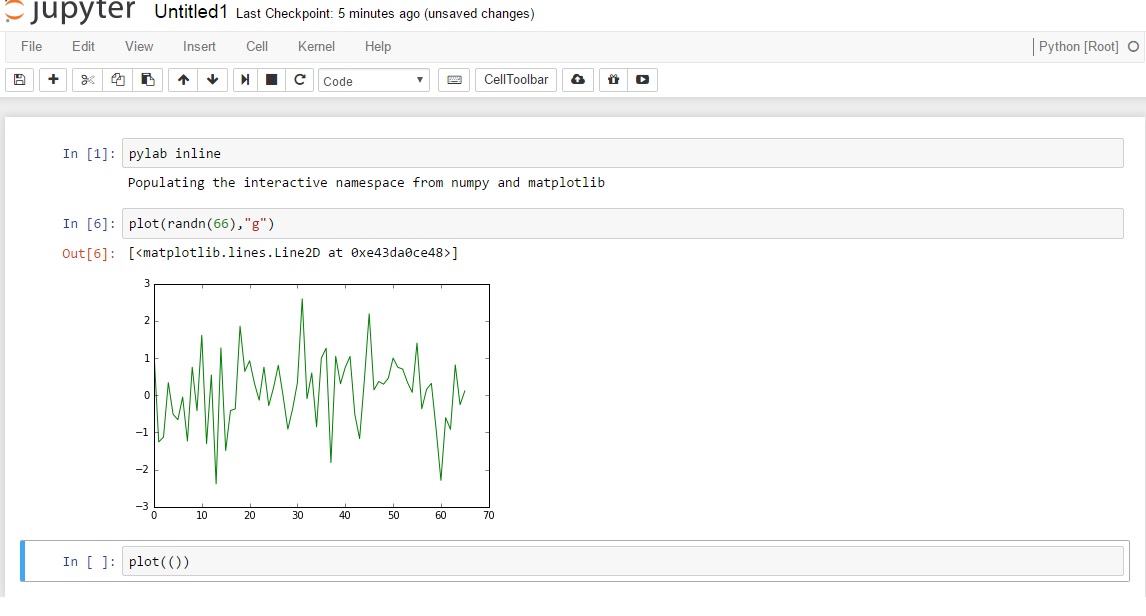 jupyter Untitled1 Last Checkpoint: 5 minutes ago (unsaved changes)
File Edit View Insert Cell Kernel Help Python [Root]
Code CellToolbar
In [1]: pylab inline
Populating the interactive namespace from numpy and matplotlib
In [6]: plot(randn(66),"g")
Out[6]: [<matplotlib.lines.Line2D at 0xe43da0ce48>]
3
2
1
0
−1
−2
−3
0 10 20 30 40 50 60 70
In [ ]: plot(())